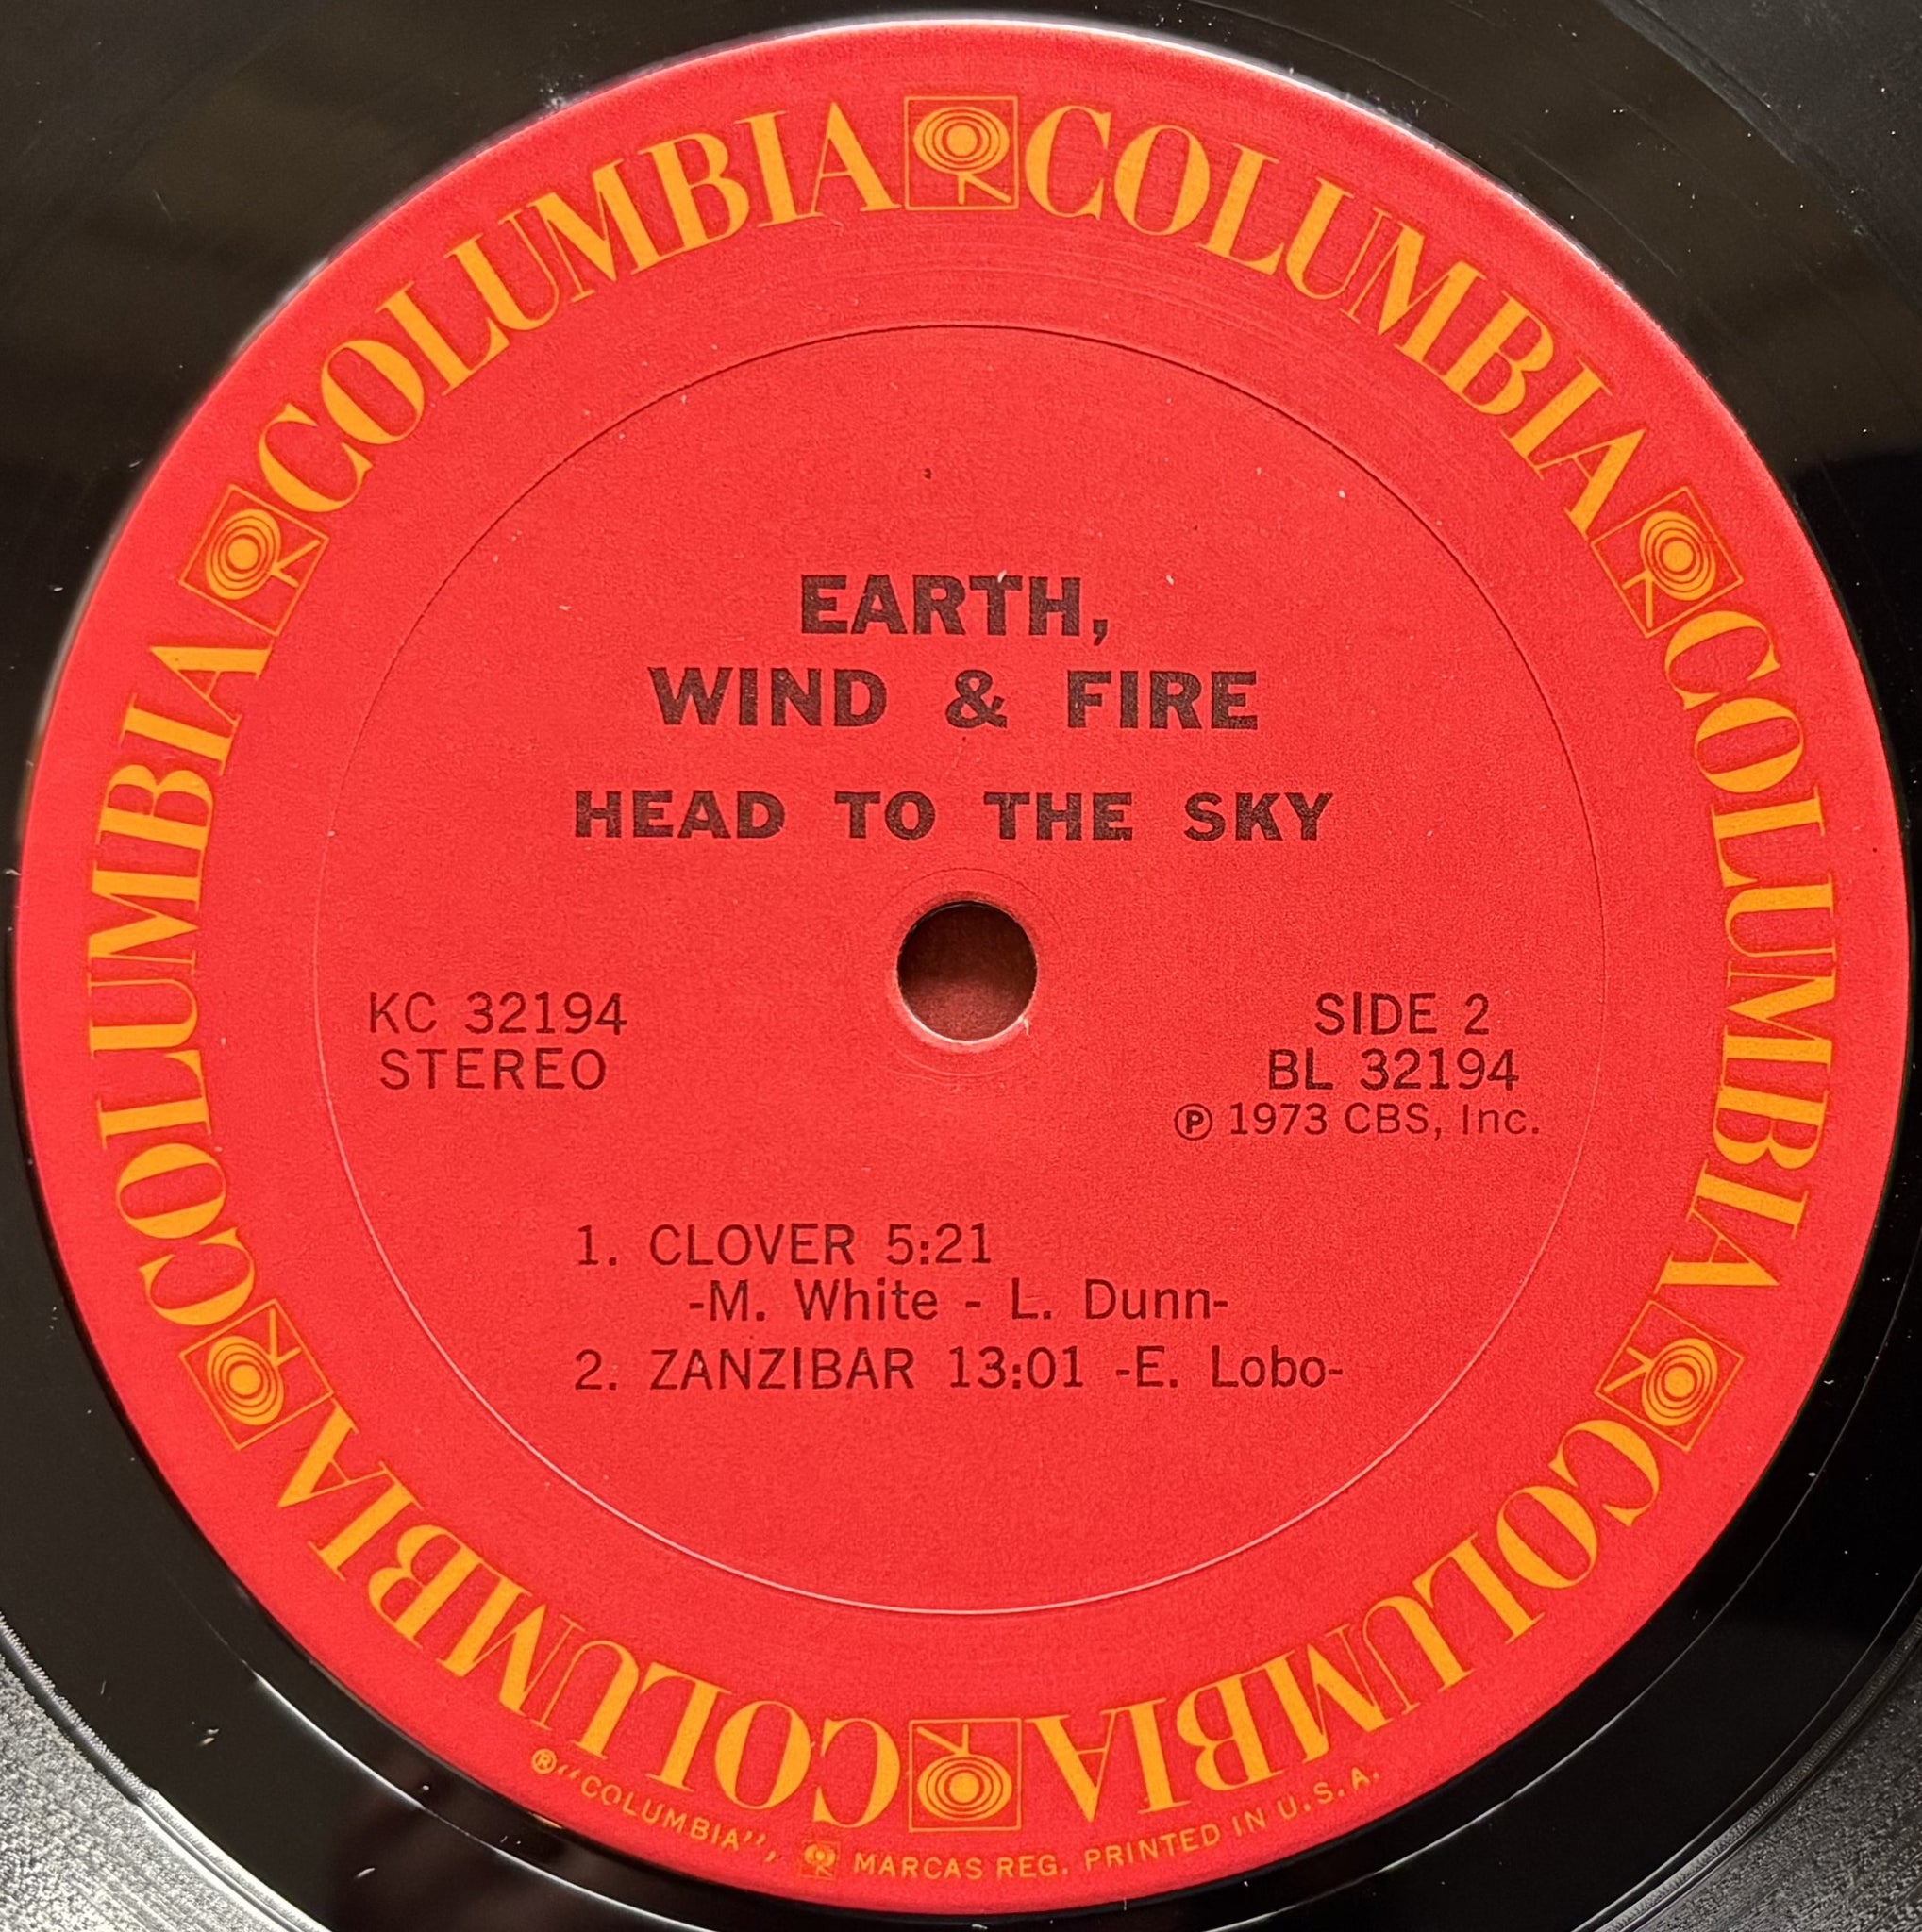 COLUMBIA COLUMBIA COLUMBIA COLUMBIA COLUMBIA COLUMBIA
EARTH,
WIND & FIRE
HEAD TO THE SKY
KC 32194
STEREO
SIDE 2
BL 32194
℗ 1973 CBS, Inc.
1. CLOVER 5:21
-M. White - L. Dunn-
2. ZANZIBAR 13:01 -E. Lobo-
® "COLUMBIA", MARCAS REG. PRINTED IN U.S.A.